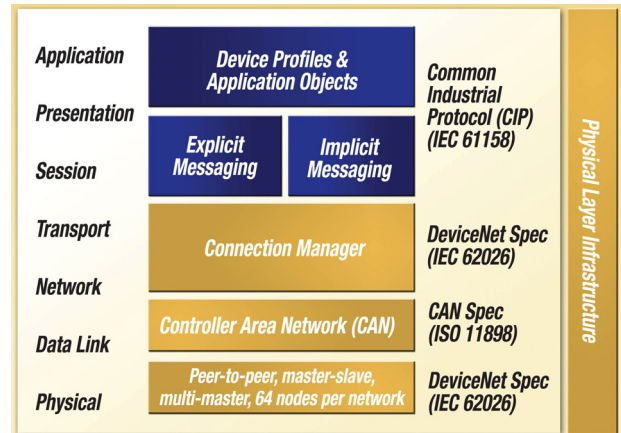 Application
Presentation
Session
Transport
Network
Data Link
Physical
Device Profiles &
Application Objects
Explicit
Messaging
Implicit
Messaging
Connection Manager
Controller Area Network (CAN)
Peer-to-peer, master-slave,
multi-master, 64 nodes per network
Common
Industrial
Protocol (CIP)
(IEC 61158)
DeviceNet Spec
(IEC 62026)
CAN Spec
(ISO 11898)
DeviceNet Spec
(IEC 62026)
Physical Layer Infrastructure